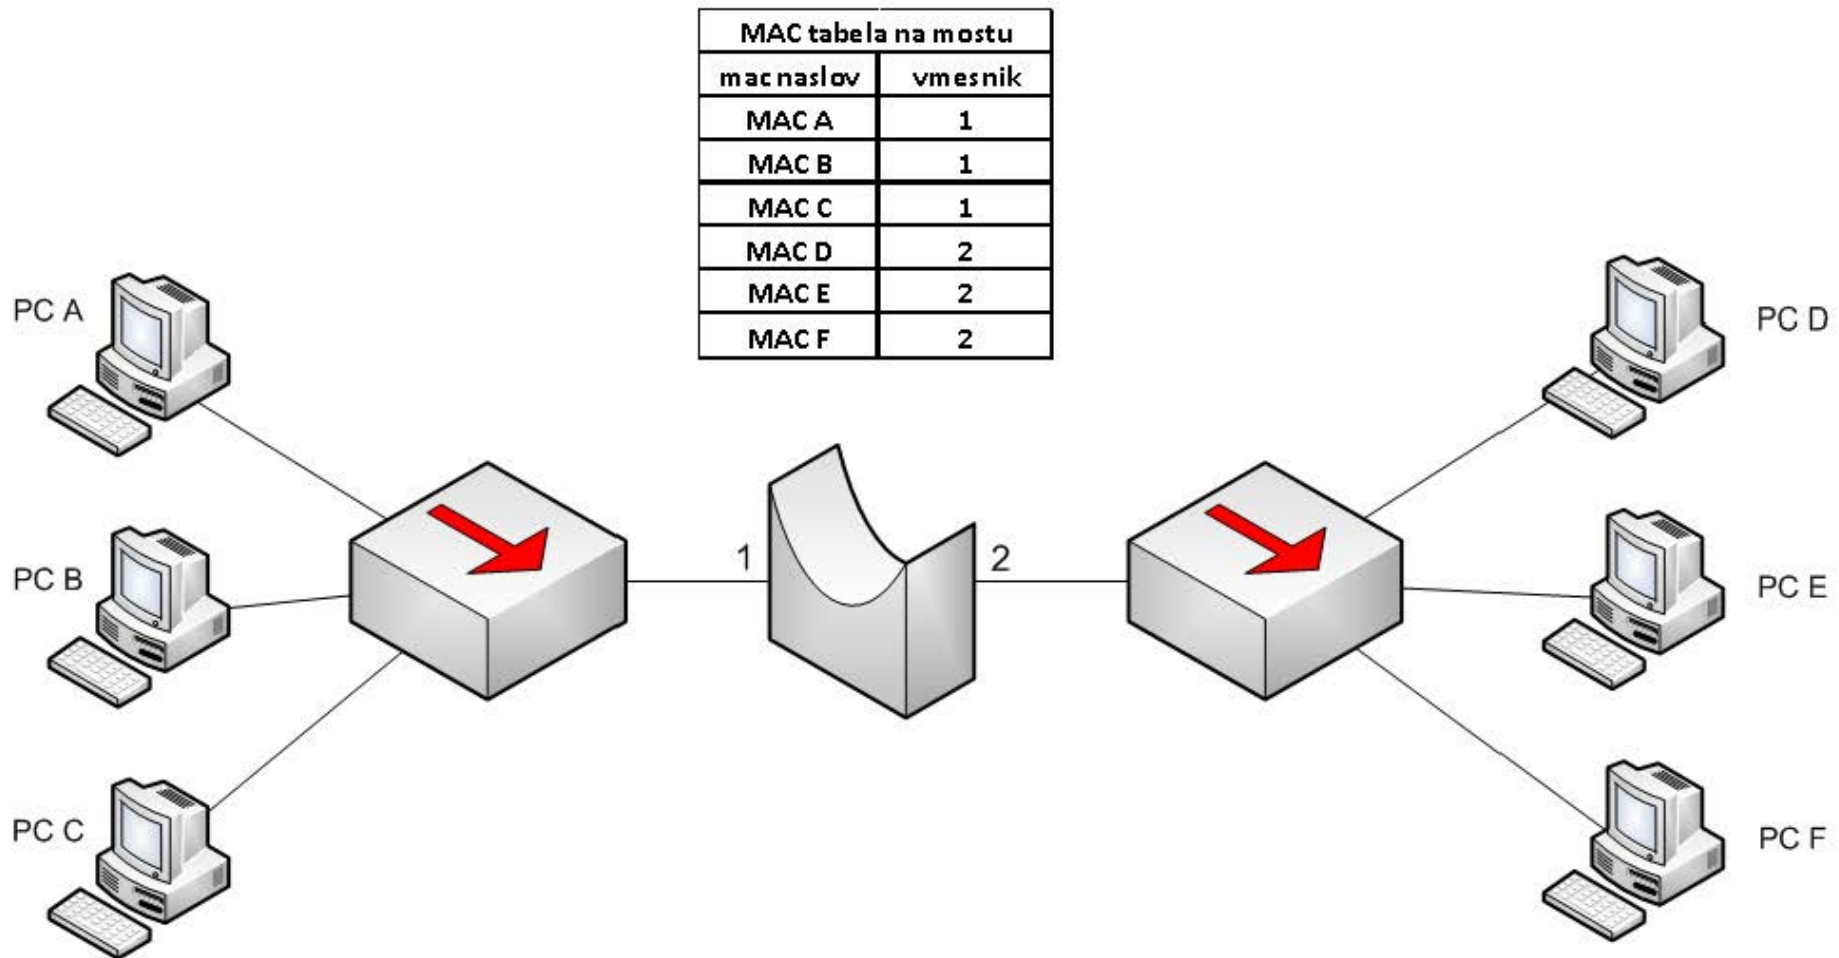 MAC tabela na mostu
mac naslov vmesnik
MAC A 1
MAC B 1
MAC C 1
MAC D 2
MAC E 2
MAC F 2
PC A
PC D
1
2
PC B
PC E
PC C
PC F